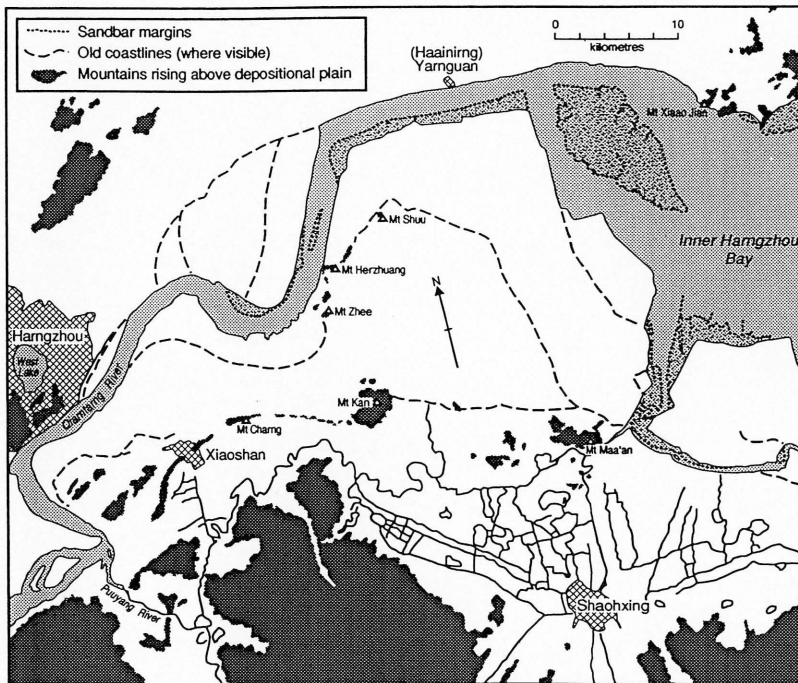 Sandbar margins
Old coastlines (where visible)
Mountains rising above depositional plain
0 10
kilometres
(Haainirng)
Yarnguan
Mt Xiaao Jian
Mt Shuu
Inner Harngzhou
Bay
Mt Herzhuang
N
Mt Zhee
Harngzhou
West
Lake
Qiamtarng River
Mt Kan
Mt Charng
Xiaoshan
Mt Maa'an
Shaohxing
Puuyang
River